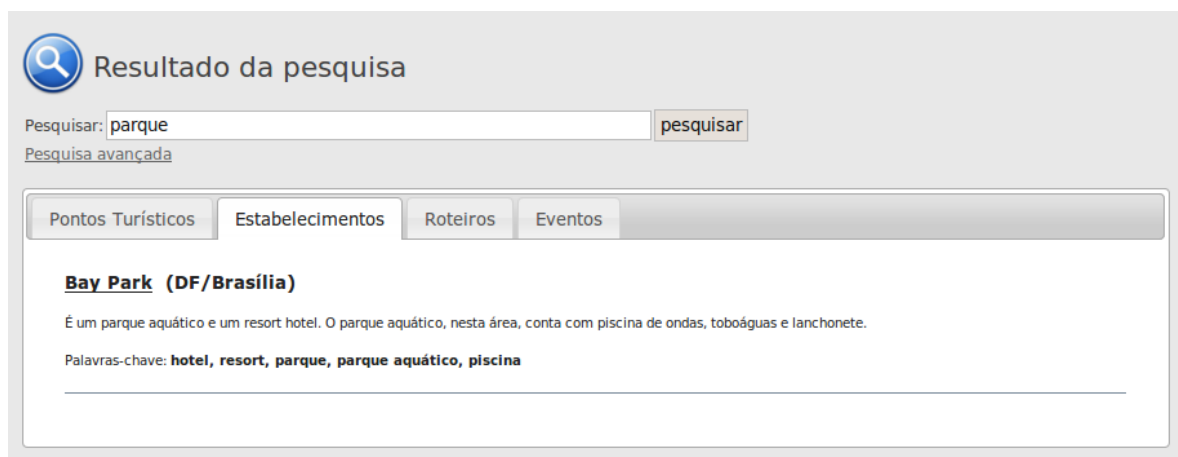 Resultado da pesquisa
Pesquisar: parque pesquisar
Pesquisa avançada
Pontos Turísticos Estabelecimentos Roteiros Eventos
Bay Park (DF/Brasília)
É um parque aquático e um resort hotel. O parque aquático, nesta área, conta com piscina de ondas, toboáguas e lanchonete.
Palavras-chave: hotel, resort, parque, parque aquático, piscina